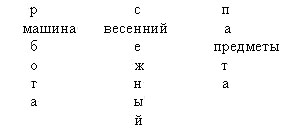 р с п
машина весенний а
б е предметы
о ж т
т н а
а ы
й